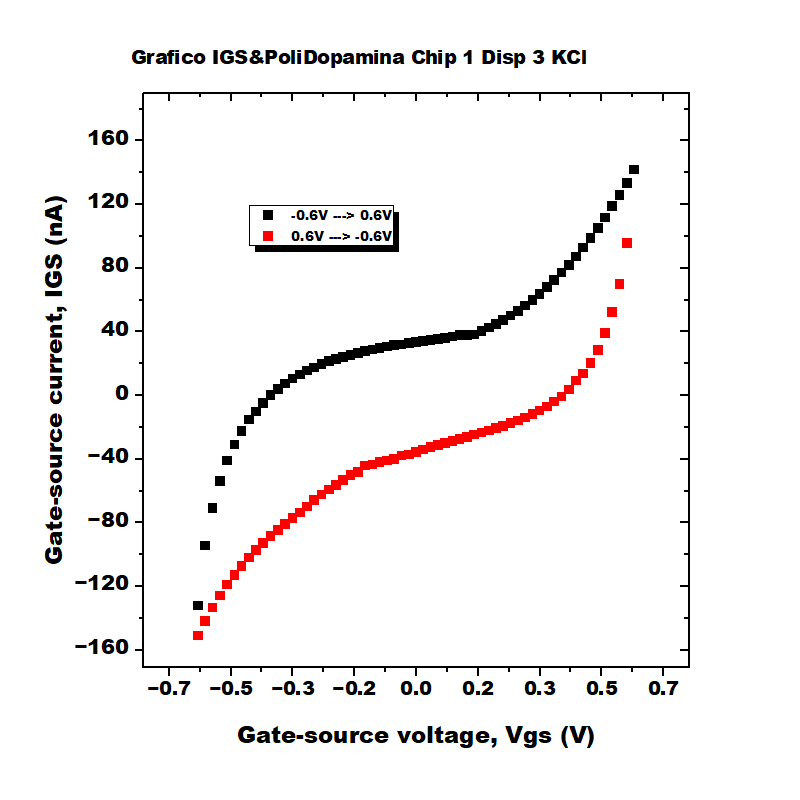 Grafico IGS&PoliDopamina Chip 1 Disp 3 KCl
160
120
80
40
0
−40
−80
−120
−160
Gate-source current, IGS (nA)
-0.6V ---> 0.6V
0.6V ---> -0.6V
−0.7 −0.5 −0.3 −0.2 0.0 0.2 0.3 0.5 0.7
Gate-source voltage, Vgs (V)